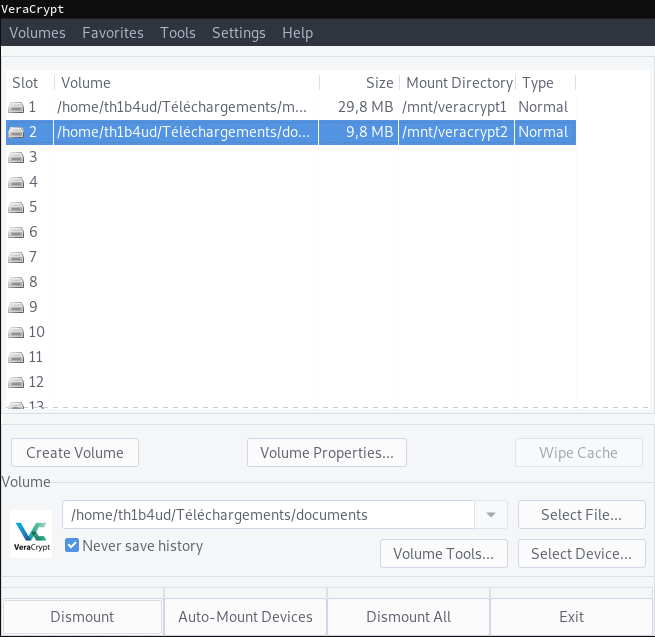 VeraCrypt
Volumes Favorites Tools Settings Help
Slot Volume Size Mount Directory Type
1 /home/th1b4ud/Téléchargements/m... 29,8 MB /mnt/veracrypt1 Normal
2 /home/th1b4ud/Téléchargements/do... 9,8 MB /mnt/veracrypt2 Normal
3
4
5
6
7
8
9
10
11
12
13
Create Volume Volume Properties... Wipe Cache
Volume
/home/th1b4ud/Téléchargements/documents Select File...
VeraCrypt
Never save history
Volume Tools... Select Device...
Dismount Auto-Mount Devices Dismount All Exit